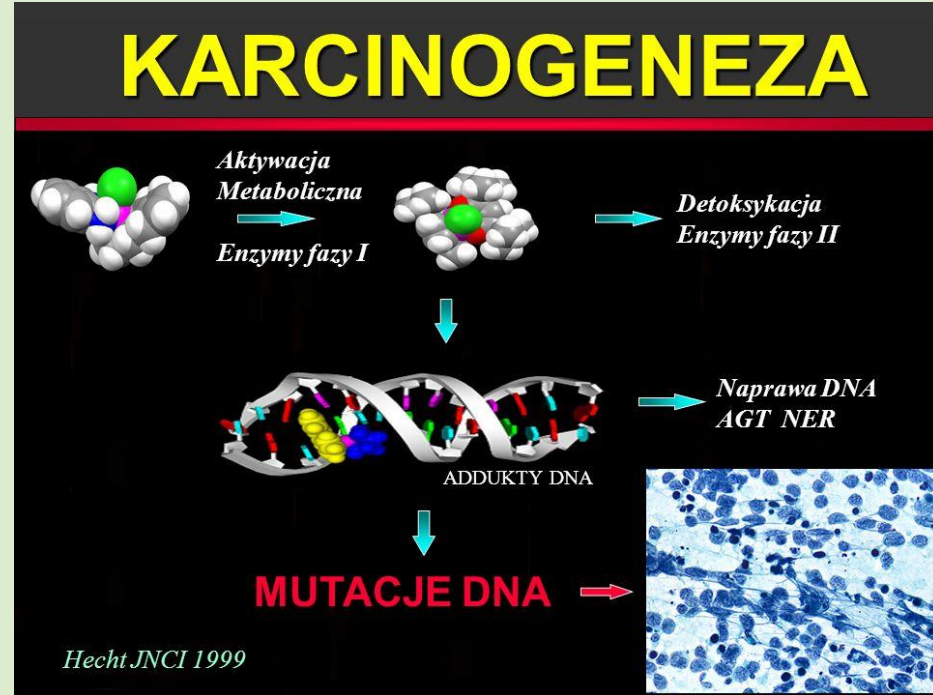 KARCINOGENEZA
Aktywacja
Metaboliczna
Enzymy fazy I
Detoksykacja
Enzymy fazy II
Naprawa DNA
AGT NER
ADDUKTY DNA
MUTACJE DNA
Hecht JNCI 1999